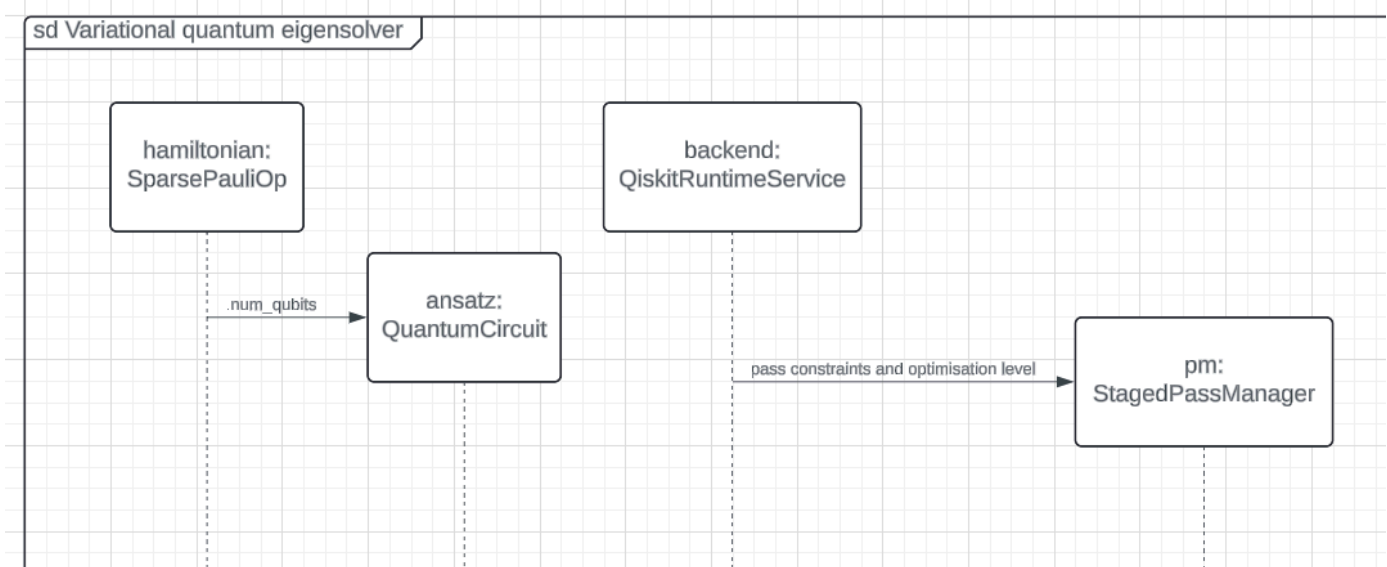 sd Variational quantum eigensolver
hamiltonian:
SparsePauliOp
backend:
QiskitRuntimeService
.num_qubits
ansatz:
QuantumCircuit
pass constraints and optimisation level
pm:
StagedPassManager